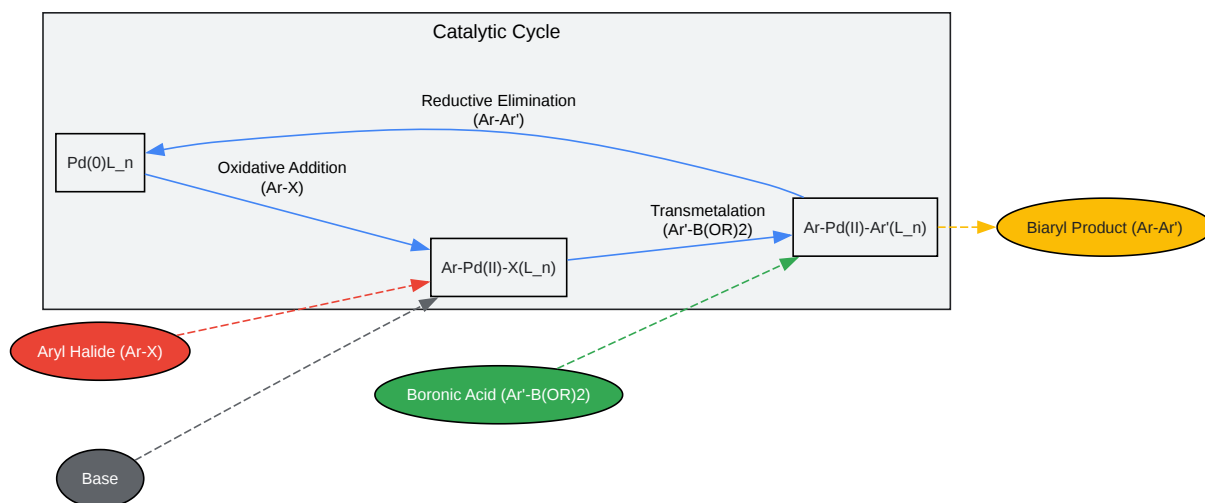 Catalytic Cycle
Reductive Elimination
(Ar-Ar')
Pd(0)L_n
Oxidative Addition
(Ar-X)
Transmetalation
(Ar'-B(OR)2)
Ar-Pd(II)-Ar'(L_n)
Biaryl Product (Ar-Ar')
Ar-Pd(II)-X(L_n)
Aryl Halide (Ar-X)
Boronic Acid (Ar'-B(OR)2)
Base